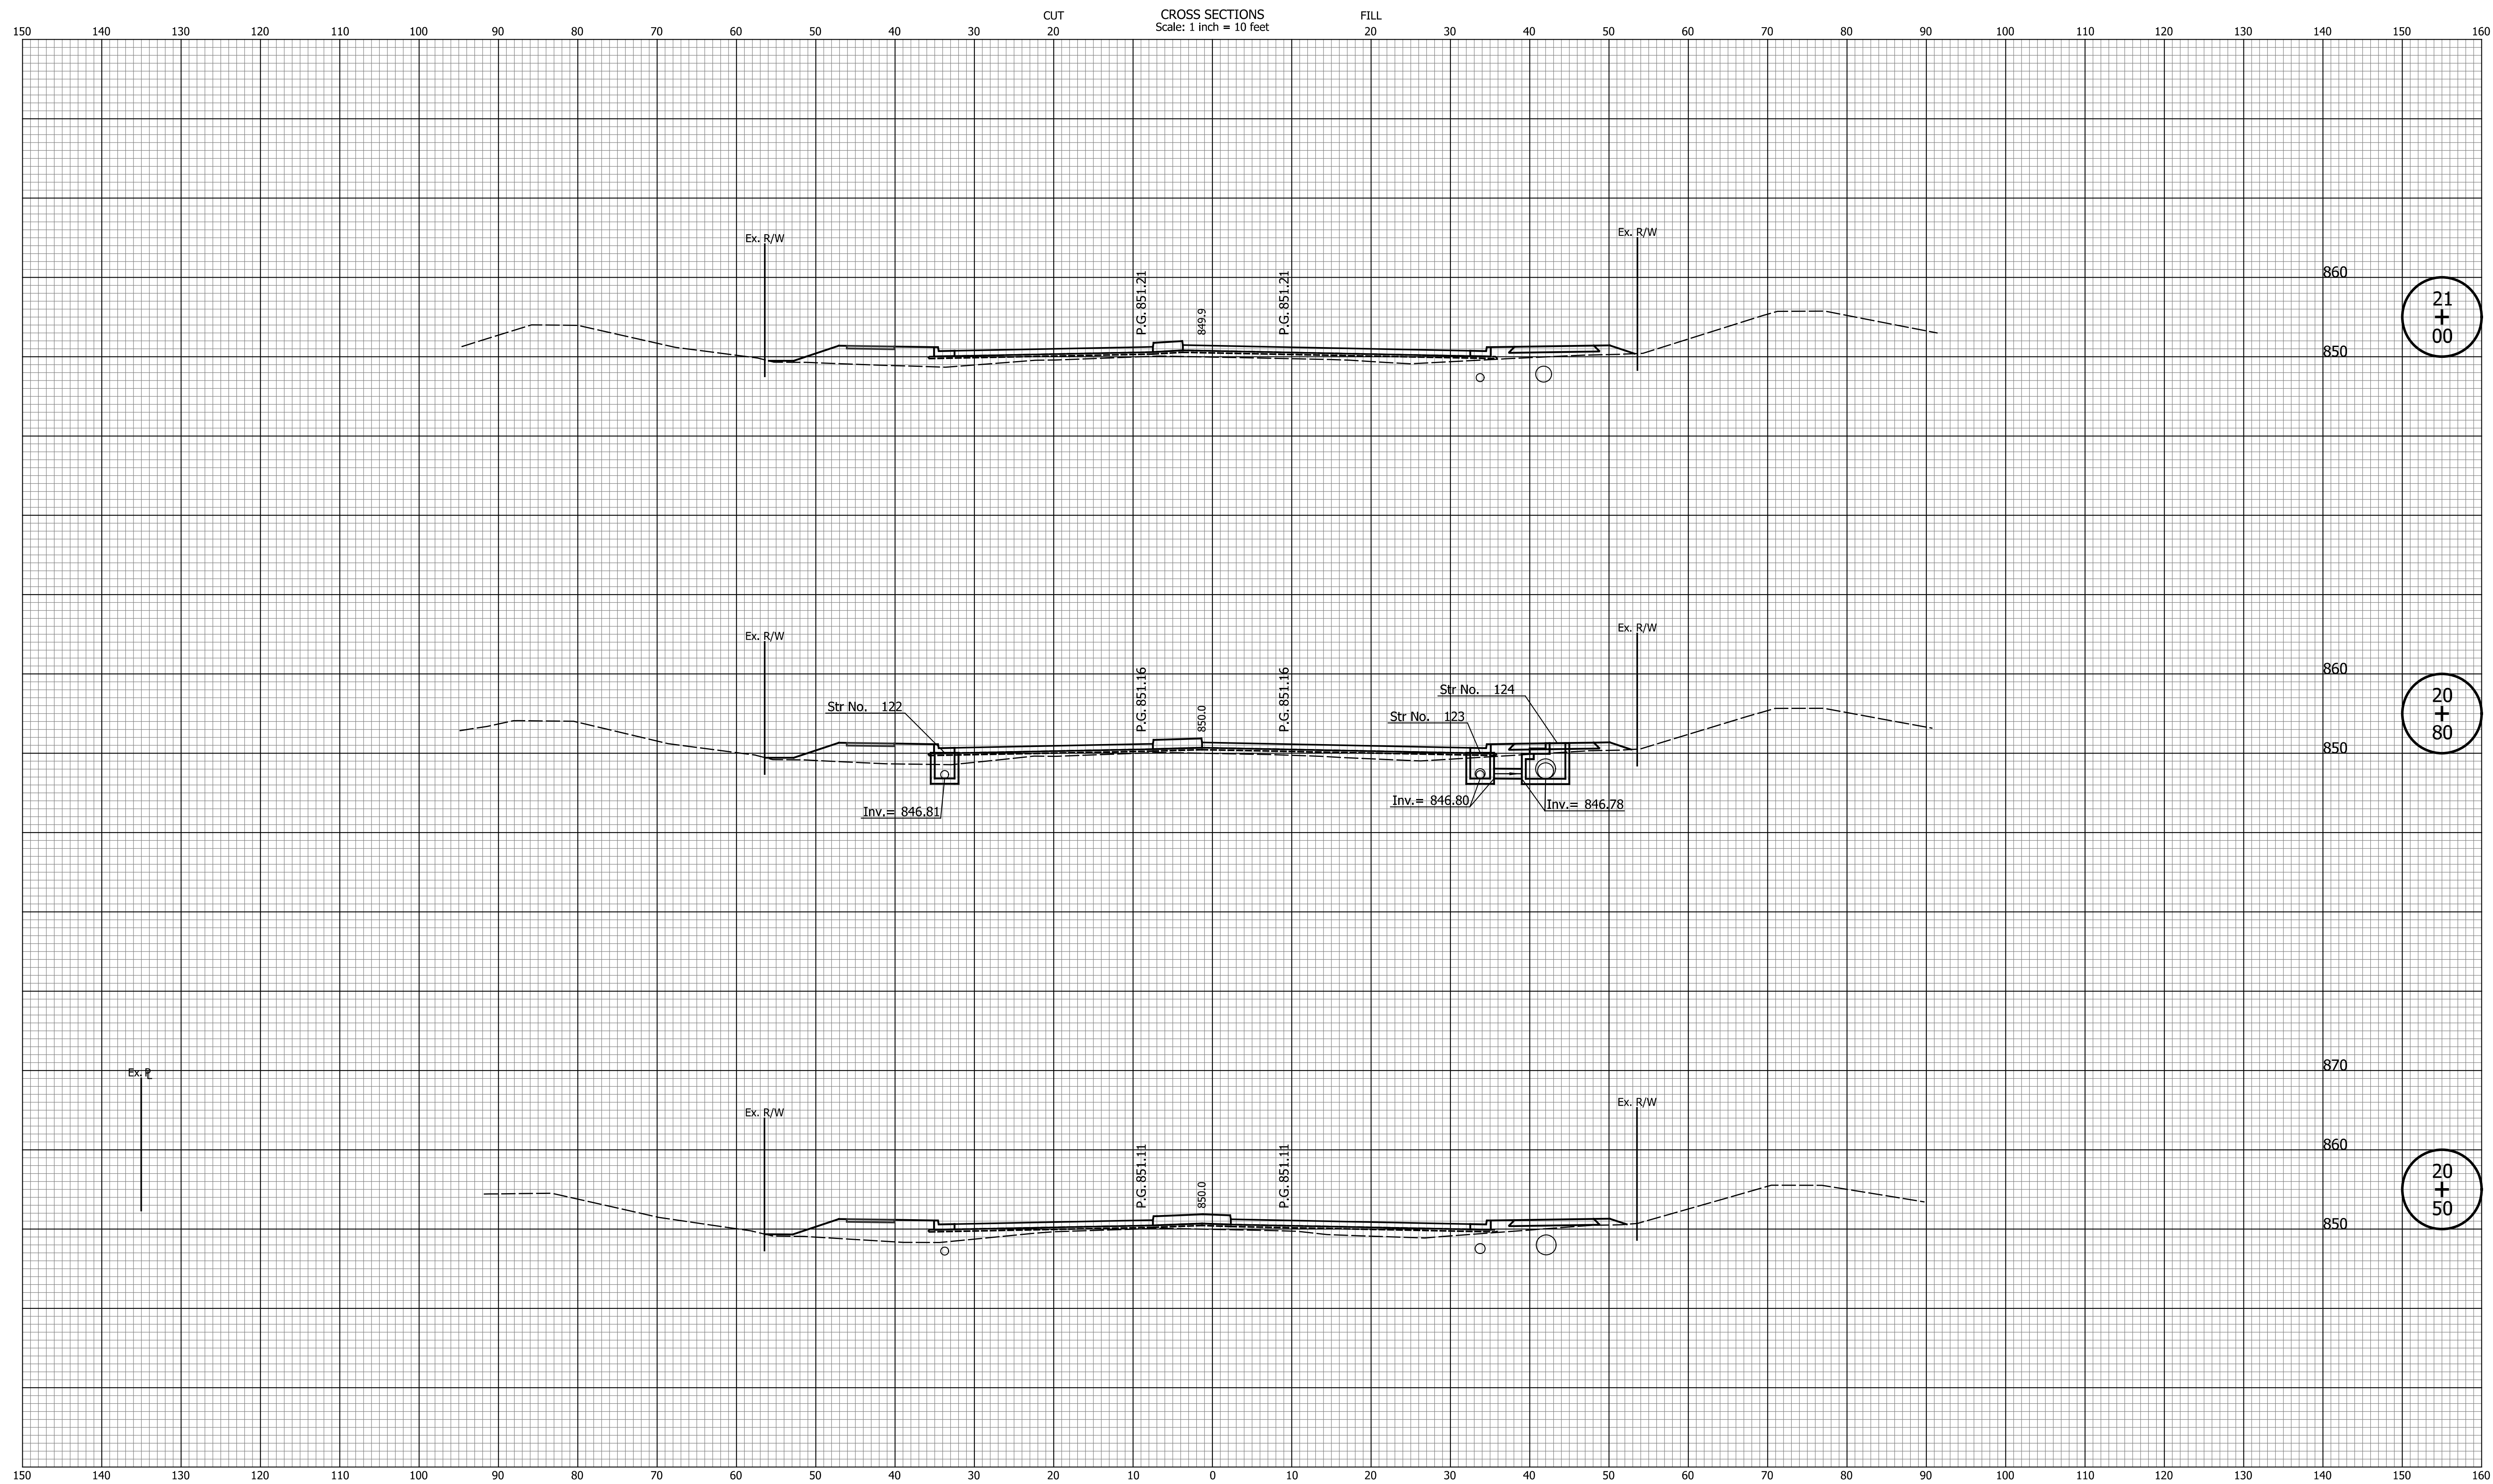 CUT CROSS SECTIONS FILL
Scale: 1 inch = 10 feet
150 140 130 120 110 100 90 80 70 60 50 40 30 20 20 30 40 50 60 70 80 90 100 110 120 130 140 150 160
Ex. R/W Ex. R/W
P.G. 851.21 849.9 P.G. 851.21
860
850
21
+
00
Ex. R/W Ex. R/W
P.G. 851.16 850.0 P.G. 851.16
860
850
20
+
80
Str No. 122
Str No. 124
Str No. 123
Inv.= 846.81
Inv.= 846.80
Inv.= 846.78
870
Ex. PL
Ex. R/W Ex. R/W
P.G. 851.11 850.0 P.G. 851.11
860
850
20
+
50
150 140 130 120 110 100 90 80 70 60 50 40 30 20 10 0 10 20 30 40 50 60 70 80 90 100 110 120 130 140 150 160